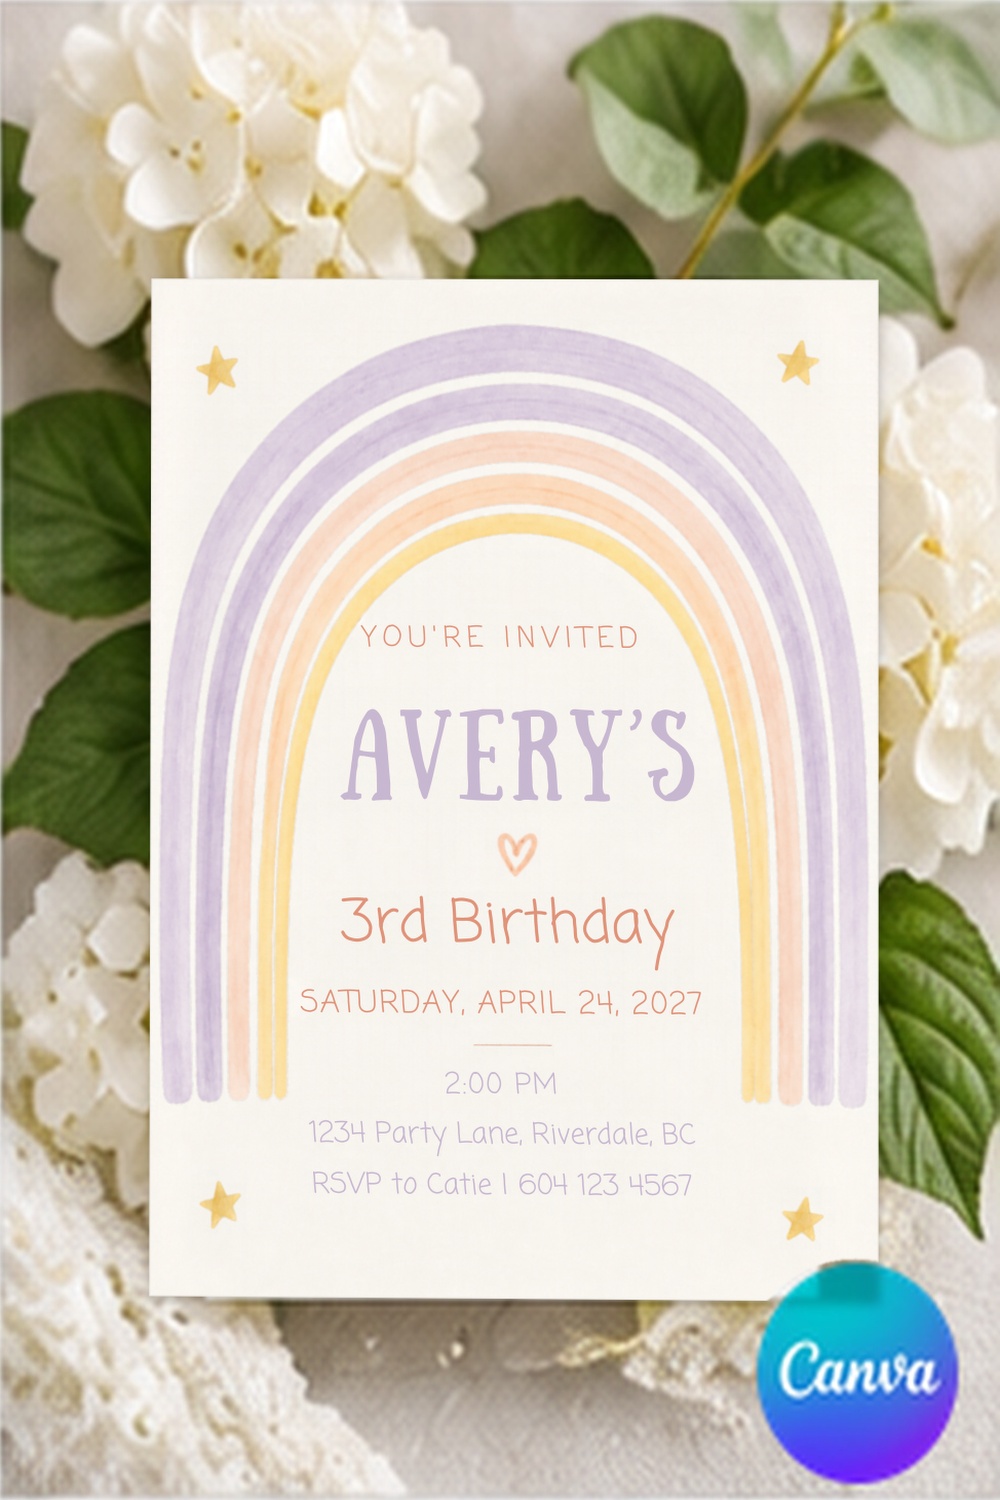 YOU'RE INVITED
AVERY'S
3rd Birthday
SATURDAY, APRIL 24, 2027
2:00 PM
1234 Party Lane, Riverdale, BC
RSVP to Catie | 604 123 4567
Canva